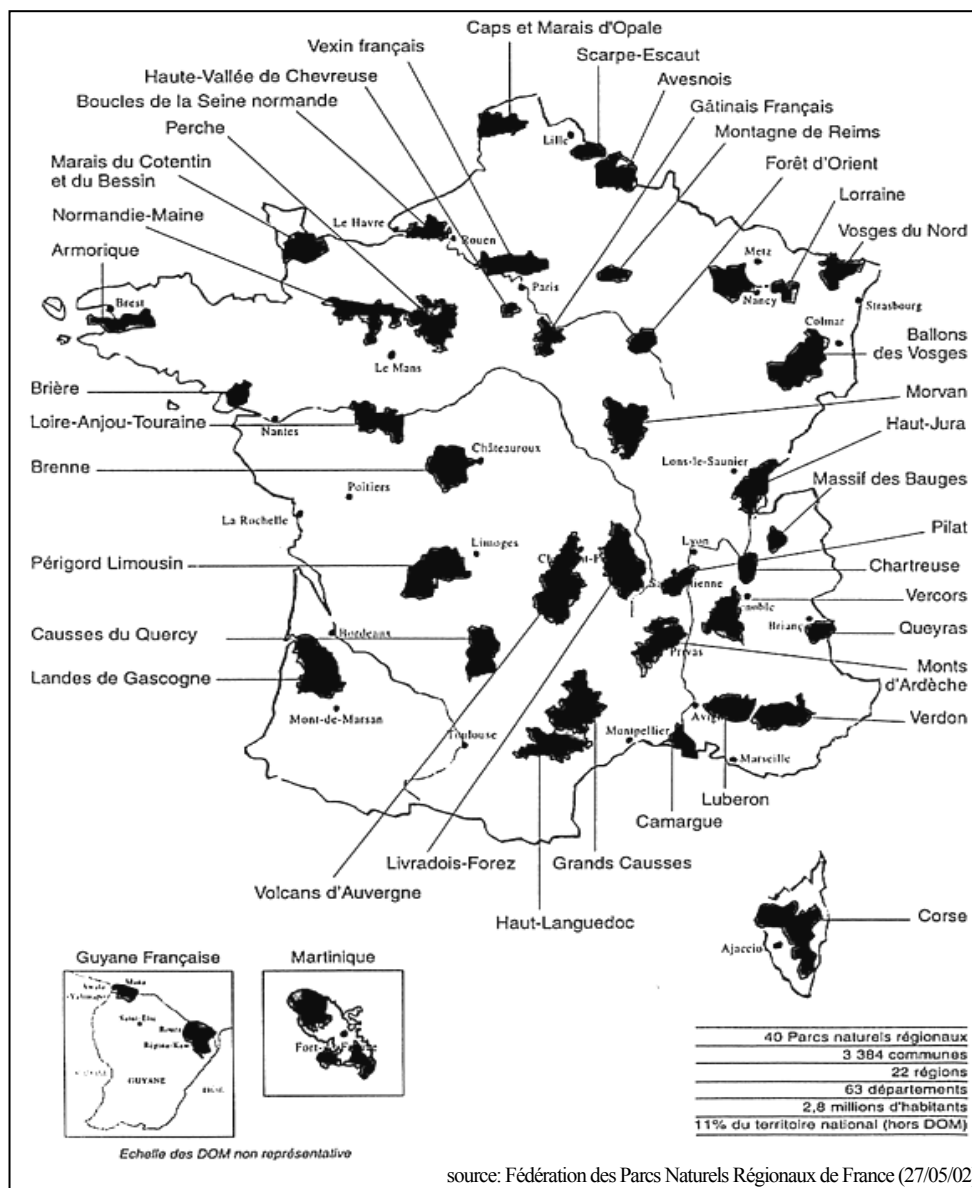 Caps et Marais d'Opale
Vexin français
Scarpe-Escaut
Haute-Vallée de Chevreuse
Avesnois
Boucles de la Seine normande
Gâtinais Français
Perche
Montagne de Reims
Marais du Cotentin
et du Bessin
Forêt d'Orient
Normandie-Maine
Lorraine
Armorique
Vosges du Nord
Lille
Le Havre
Rouen
Metz
Paris
Nancy
Strasbourg
Brest
Colmar
Ballons
des Vosges
Le Mans
Brière
Morvan
Loire-Anjou-Touraine
Nantes
Haut-Jura
Brenne
Châteauroux
Lons-le-Saunier
Massif des Bauges
Poitiers
La Rochelle
Pilat
Lyon
Limoges
Périgord Limousin
Chartreuse
Vercors
Causses du Quercy
Bordeaux
Queyras
Landes de Gascogne
Privas
Monts
d'Ardèche
Mont-de-Marsan
Verdon
Toulouse
Montpellier
Marseille
Luberon
Camargue
Livradois-Forez
Grands Causses
Volcans d'Auvergne
Haut-Languedoc
Corse
Ajaccio
Guyane Française
Martinique
Mana
GUYANE
40 Parcs naturels régionaux
3 384 communes
22 régions
63 départements
2,8 millions d'habitants
11% du territoire national (hors DOM)
Echelle des DOM non représentative
source: Fédération des Parcs Naturels Régionaux de France (27/05/02